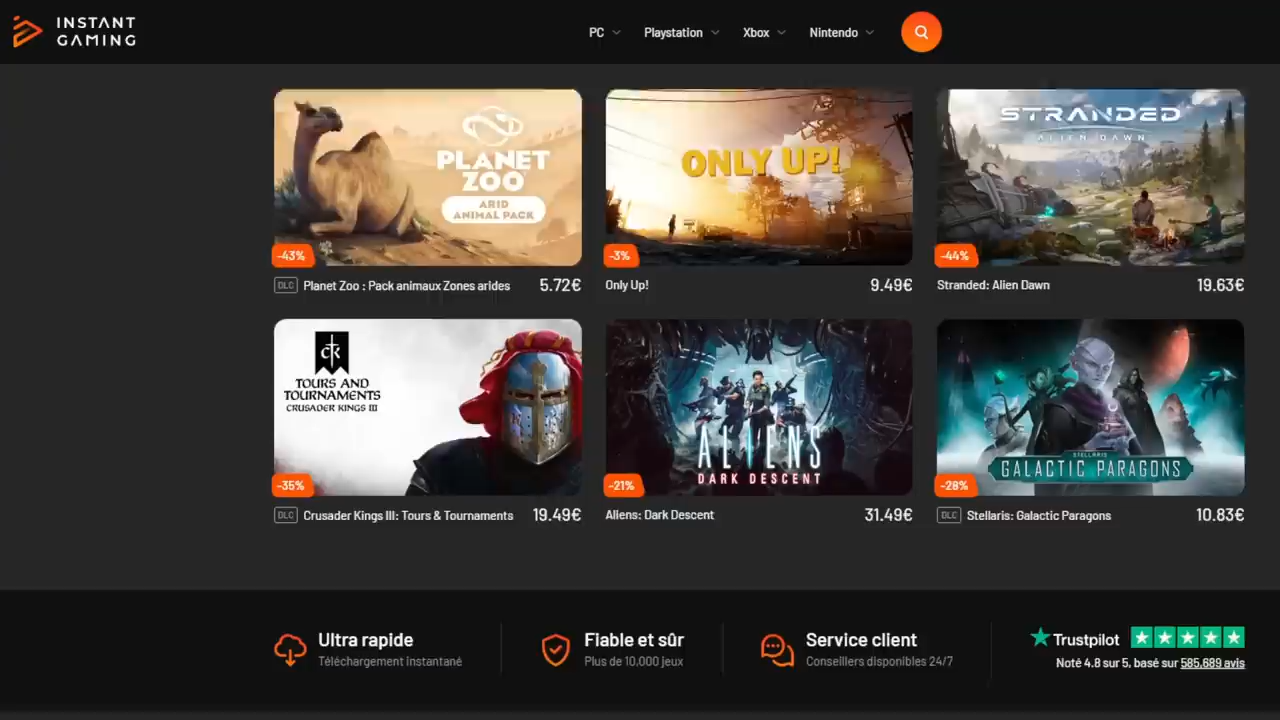 INSTANT
GAMING
PC
Playstation
Xbox
Nintendo
PLANET
ZOO
ARID
ANIMAL PACK
-43%
DLC Planet Zoo : Pack animaux Zones arides 5.72€
ONLY UP!
-3%
Only Up! 9.49€
STRANDED
ALIEN DAWN
-44%
Stranded: Alien Dawn 19.63€
TOURS AND
TOURNAMENTS
CRUSADER KINGS III
-35%
DLC Crusader Kings III: Tours & Tournaments 19.49€
ALIENS
DARK DESCENT
-21%
Aliens: Dark Descent 31.49€
STELLARIS
GALACTIC PARAGONS
-28%
DLC Stellaris: Galactic Paragons 10.83€
Ultra rapide
Téléchargement instantané
Fiable et sûr
Plus de 10,000 jeux
Service client
Conseillers disponibles 24/7
Trustpilot
Noté 4.8 sur 5, basé sur 585,689 avis